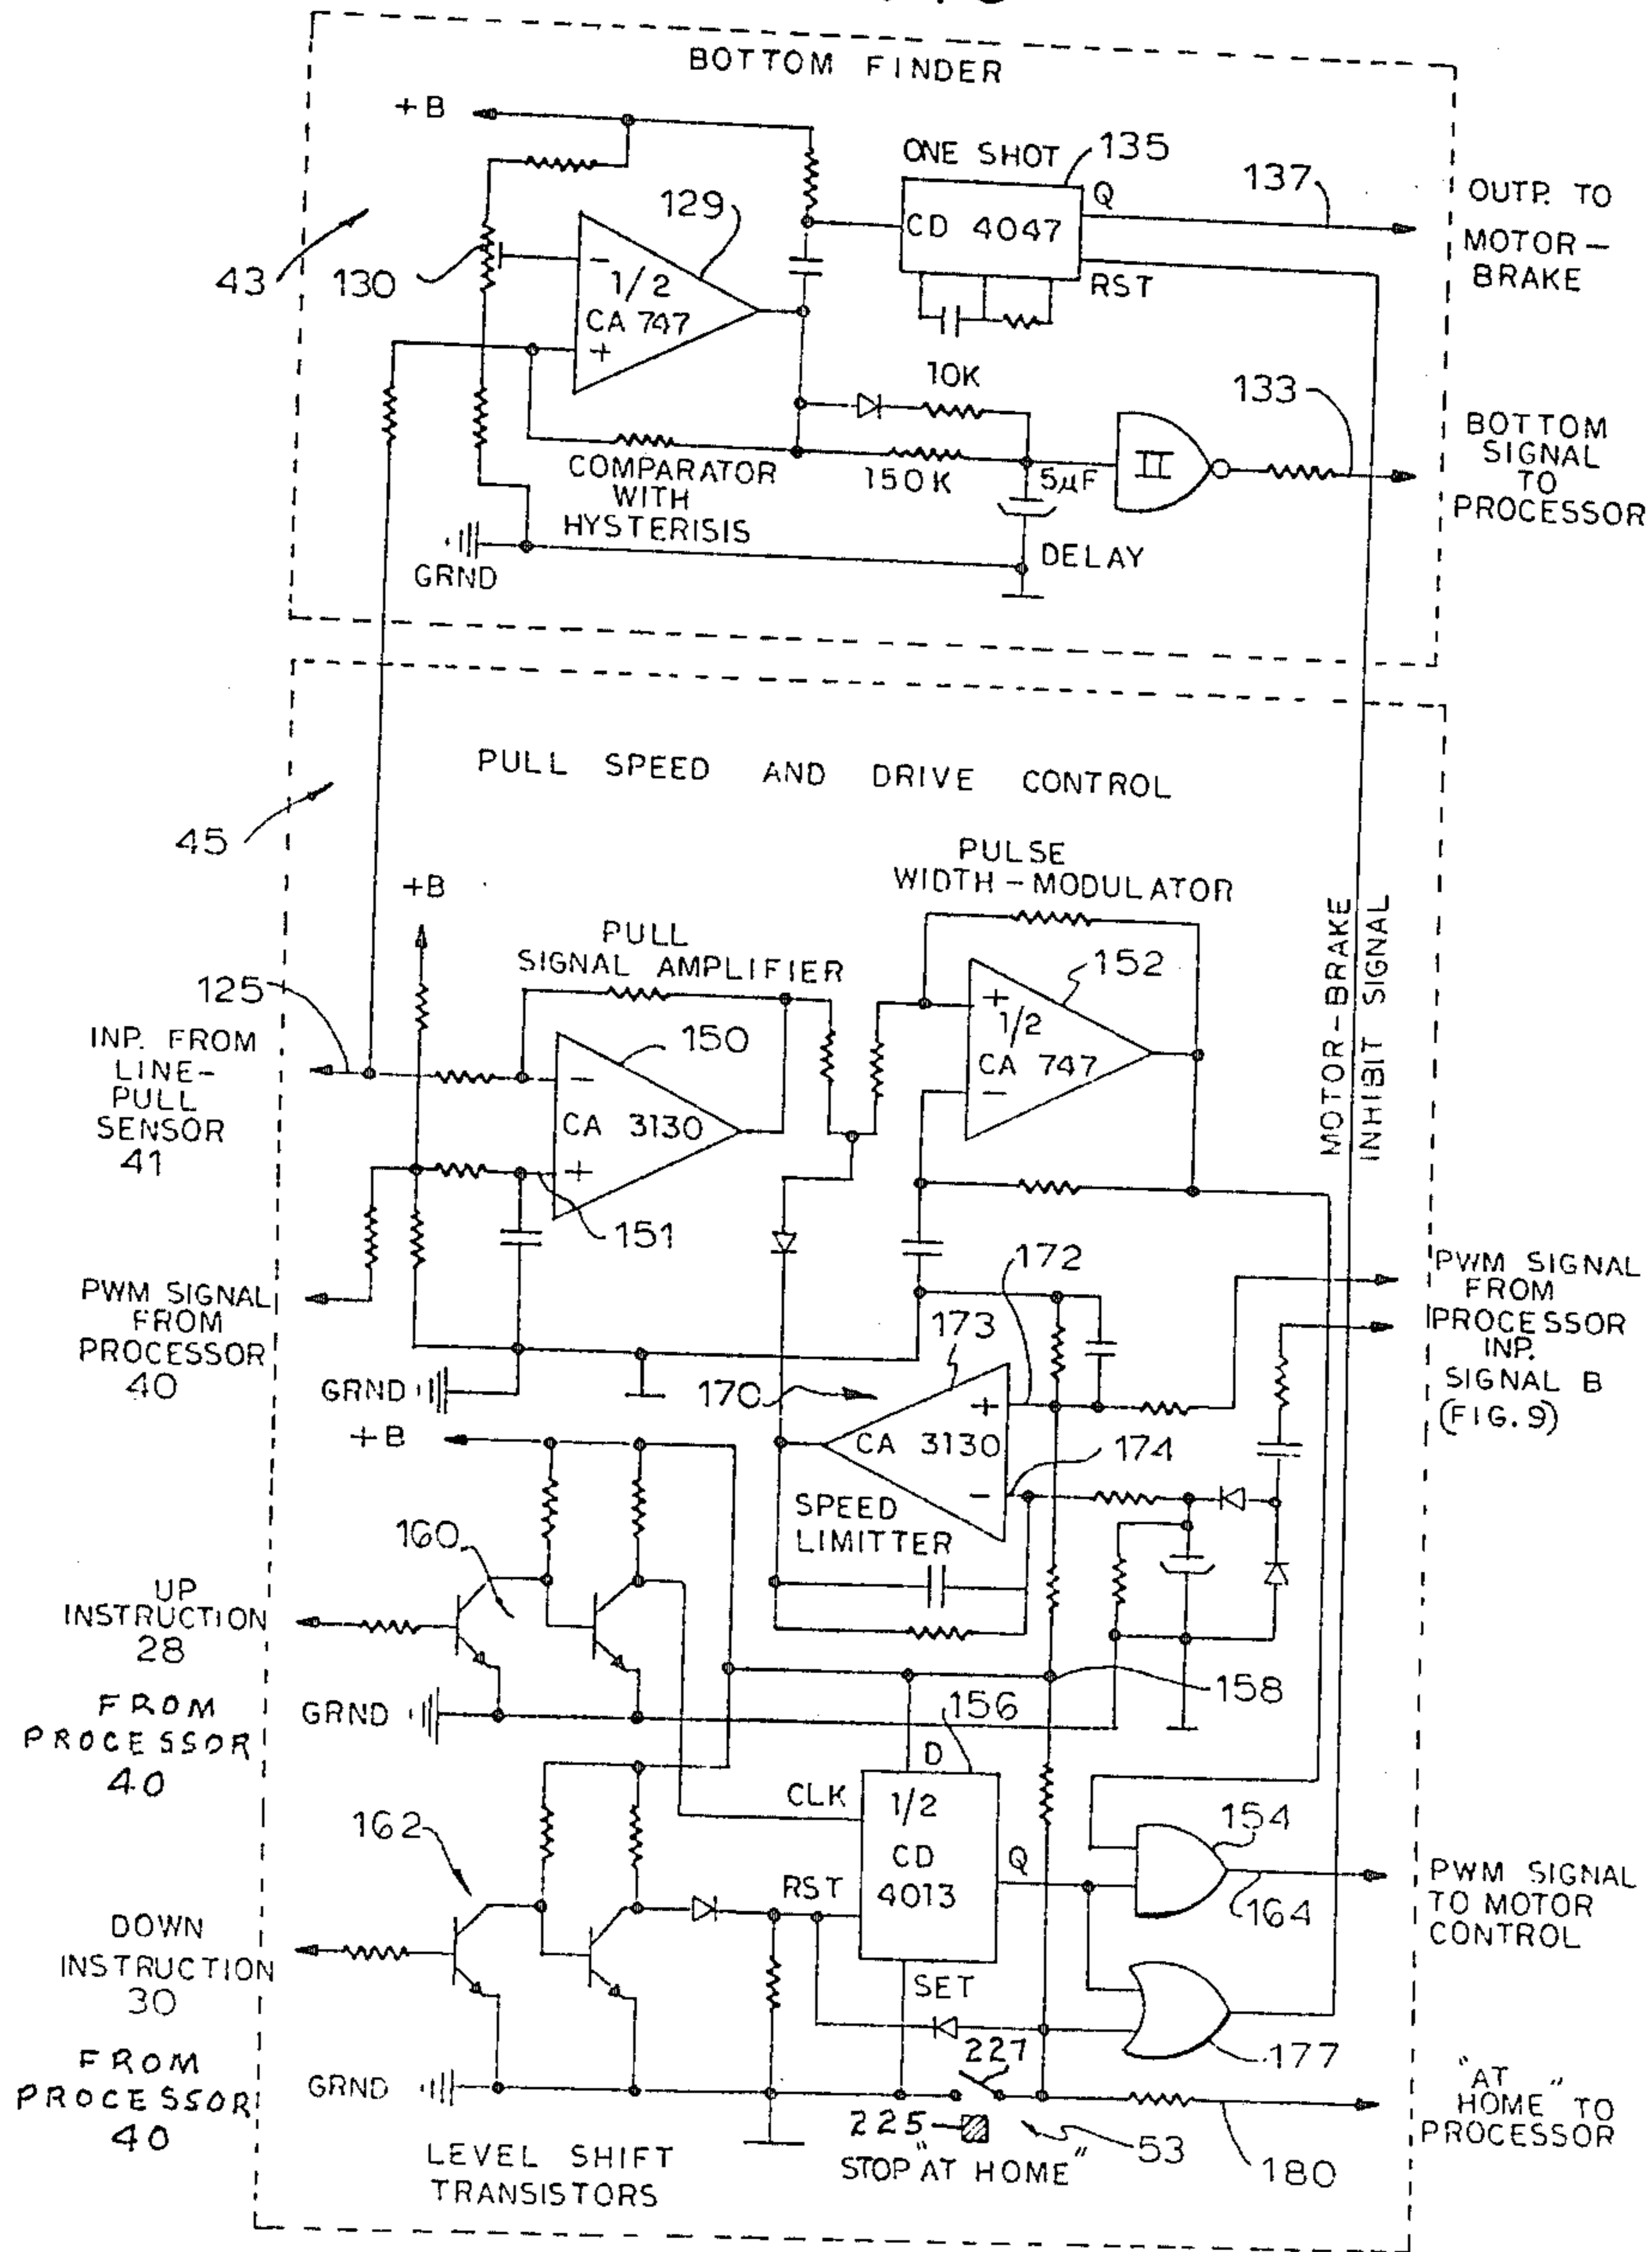 BOTTOM FINDER
+B
ONE SHOT
135
Q
137
OUTP. TO
MOTOR-
BRAKE
129
CD 4047
RST
43
130
-
1/2
CA 747
+
10K
133
BOTTOM
SIGNAL
TO
PROCESSOR
II
COMPARATOR
WITH
HYSTERISIS
150K
5µF
DELAY
GRND
PULL SPEED AND DRIVE CONTROL
45
PULSE
WIDTH-MODULATOR
+B
PULL
SIGNAL AMPLIFIER
152
+
1/2
CA 747
-
MOTOR-BRAKE
INHIBIT SIGNAL
125
INP. FROM
LINE-
PULL
SENSOR
41
150
-
CA 3130
+
151
172
PWM SIGNAL
FROM
PROCESSOR
40
PWM SIGNAL
FROM
PROCESSOR
INP.
SIGNAL B
(FIG. 9)
173
GRND
170
+
CA 3130
-
174
+B
SPEED
LIMITTER
160
UP
INSTRUCTION
28
FROM
PROCESSOR
40
GRND
158
156
D
CLK
1/2
CD
4013
Q
RST
SET
154
164
PWM SIGNAL
TO MOTOR
CONTROL
162
DOWN
INSTRUCTION
30
FROM
PROCESSOR
40
GRND
227
177
225
STOP "AT HOME"
53
180
"AT
HOME" TO
PROCESSOR
LEVEL SHIFT
TRANSISTORS